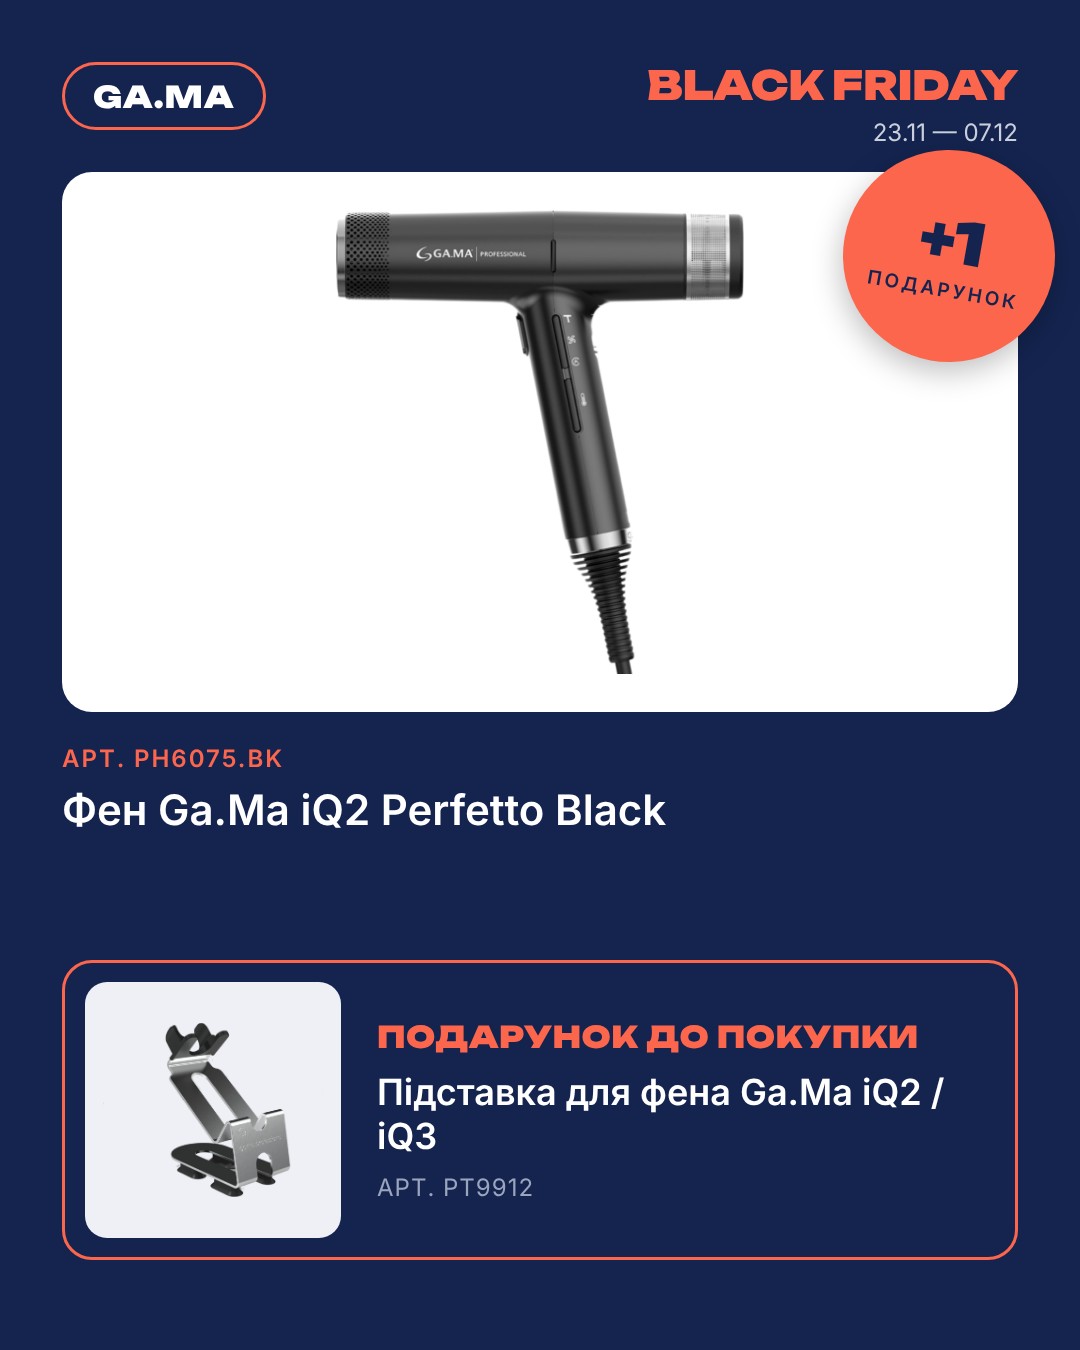 GA.MA
BLACK FRIDAY
23.11 — 07.12
+1
ПОДАРУНОК
GA.MA PROFESSIONAL
АРТ. PH6075.BK
Фен Ga.Ma iQ2 Perfetto Black
ПОДАРУНОК ДО ПОКУПКИ
Підставка для фена Ga.Ma iQ2 /
iQ3
АРТ. PT9912